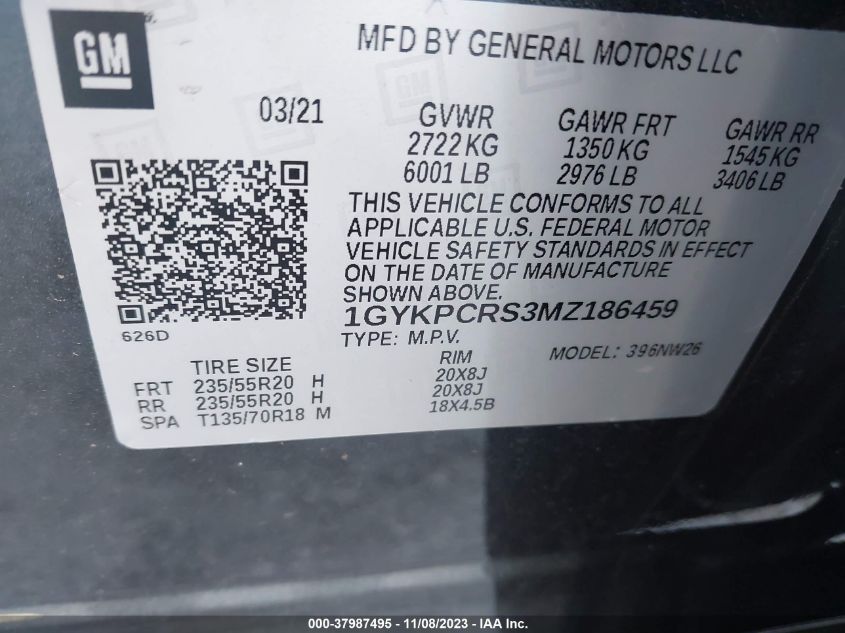 GM
MFD BY GENERAL MOTORS LLC
03/21
GVWR GAWR FRT GAWR RR
2722 KG 1350 KG 1545 KG
6001 LB 2976 LB 3406 LB
THIS VEHICLE CONFORMS TO ALL
APPLICABLE U.S. FEDERAL MOTOR
VEHICLE SAFETY STANDARDS IN EFFECT
ON THE DATE OF MANUFACTURE
SHOWN ABOVE.
1GYKPCRS3MZ186459
626D
TYPE: M.P.V. MODEL: 396NW26
TIRE SIZE RIM
FRT 235/55R20 H 20X8J
RR 235/55R20 H 20X8J
SPA T135/70R18 M 18X4.5B
000-37987495 - 11/08/2023 - © IAA Inc.